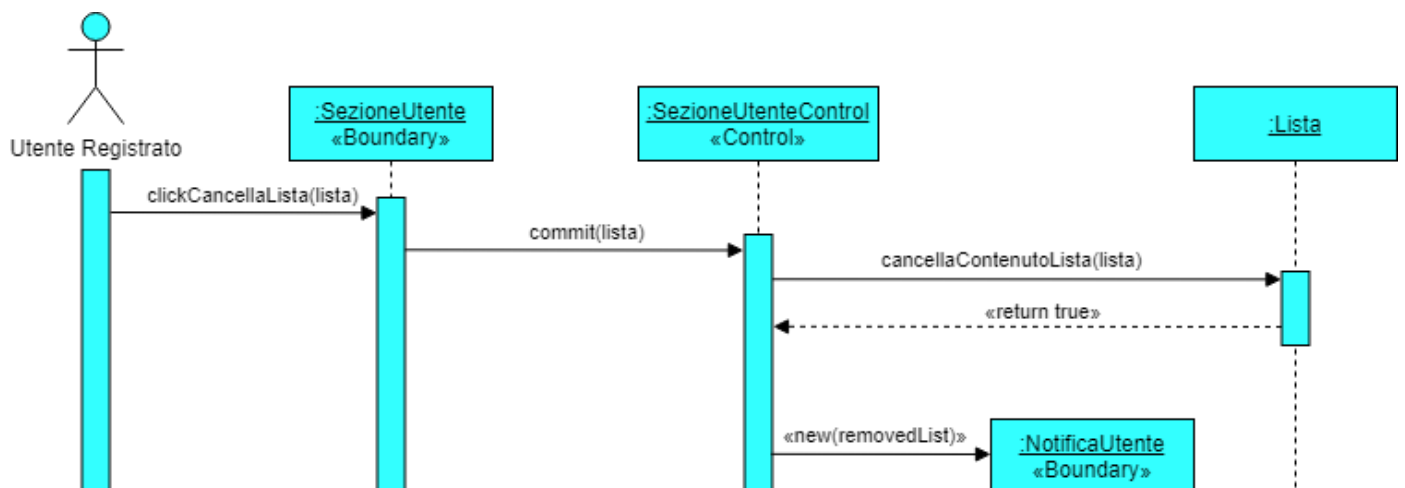 :SezioneUtente
«Boundary»
:SezioneUtenteControl
«Control»
:Lista
Utente Registrato
clickCancellaLista(lista)
commit(lista)
cancellaContenutoLista(lista)
«return true»
«new(removedList)»
:NotificaUtente
«Boundary»